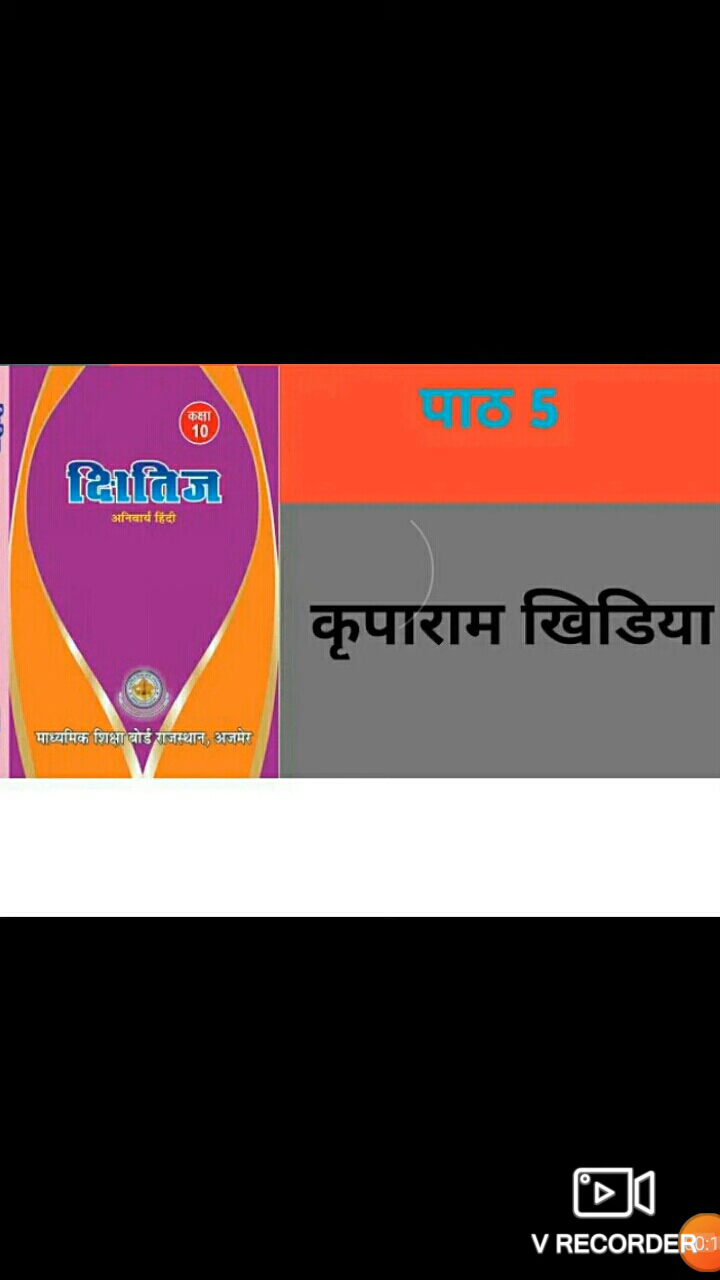 कक्षा
10
क्षितिज
अनिवार्य हिंदी
माध्यमिक शिक्षा बोर्ड राजस्थान, अजमेर
पाठ 5
कृपाराम खिडिया
V RECORDER